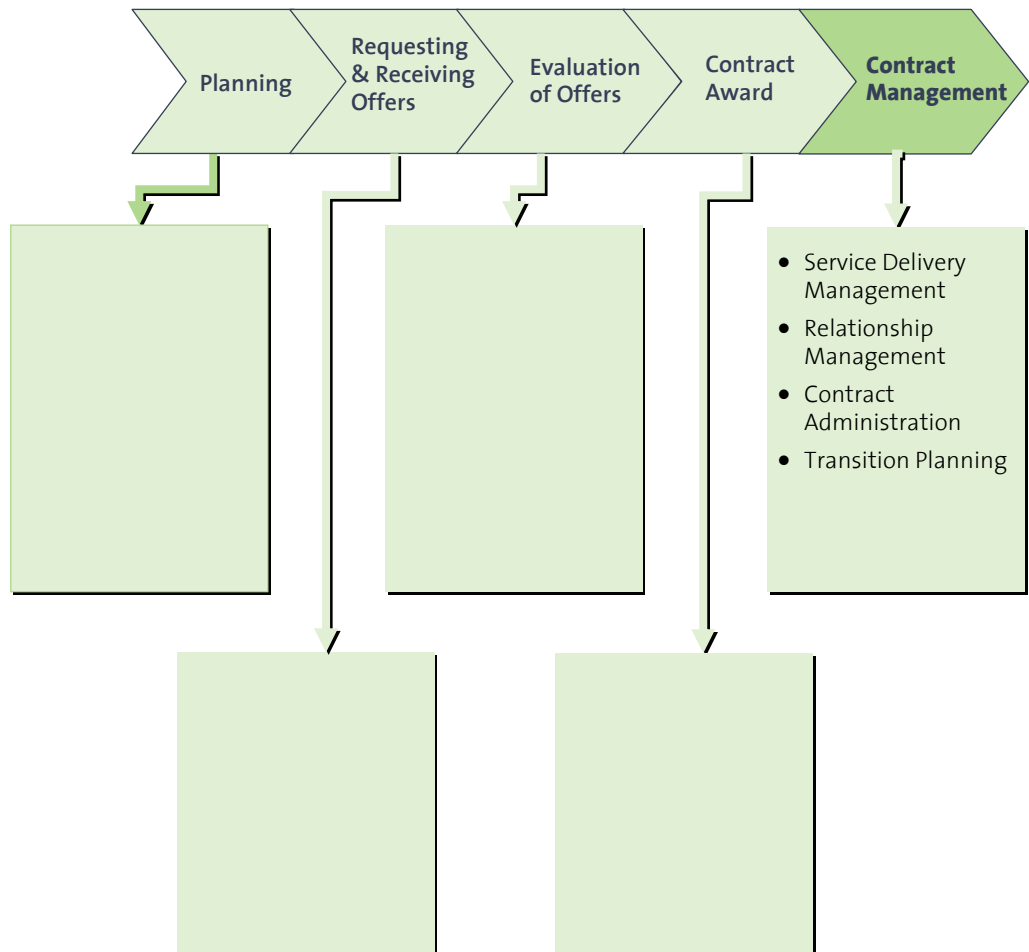 Planning
Requesting
& Receiving
Offers
Evaluation
of Offers
Contract
Award
Contract
Management
• Service Delivery
Management
• Relationship
Management
• Contract
Administration
• Transition Planning